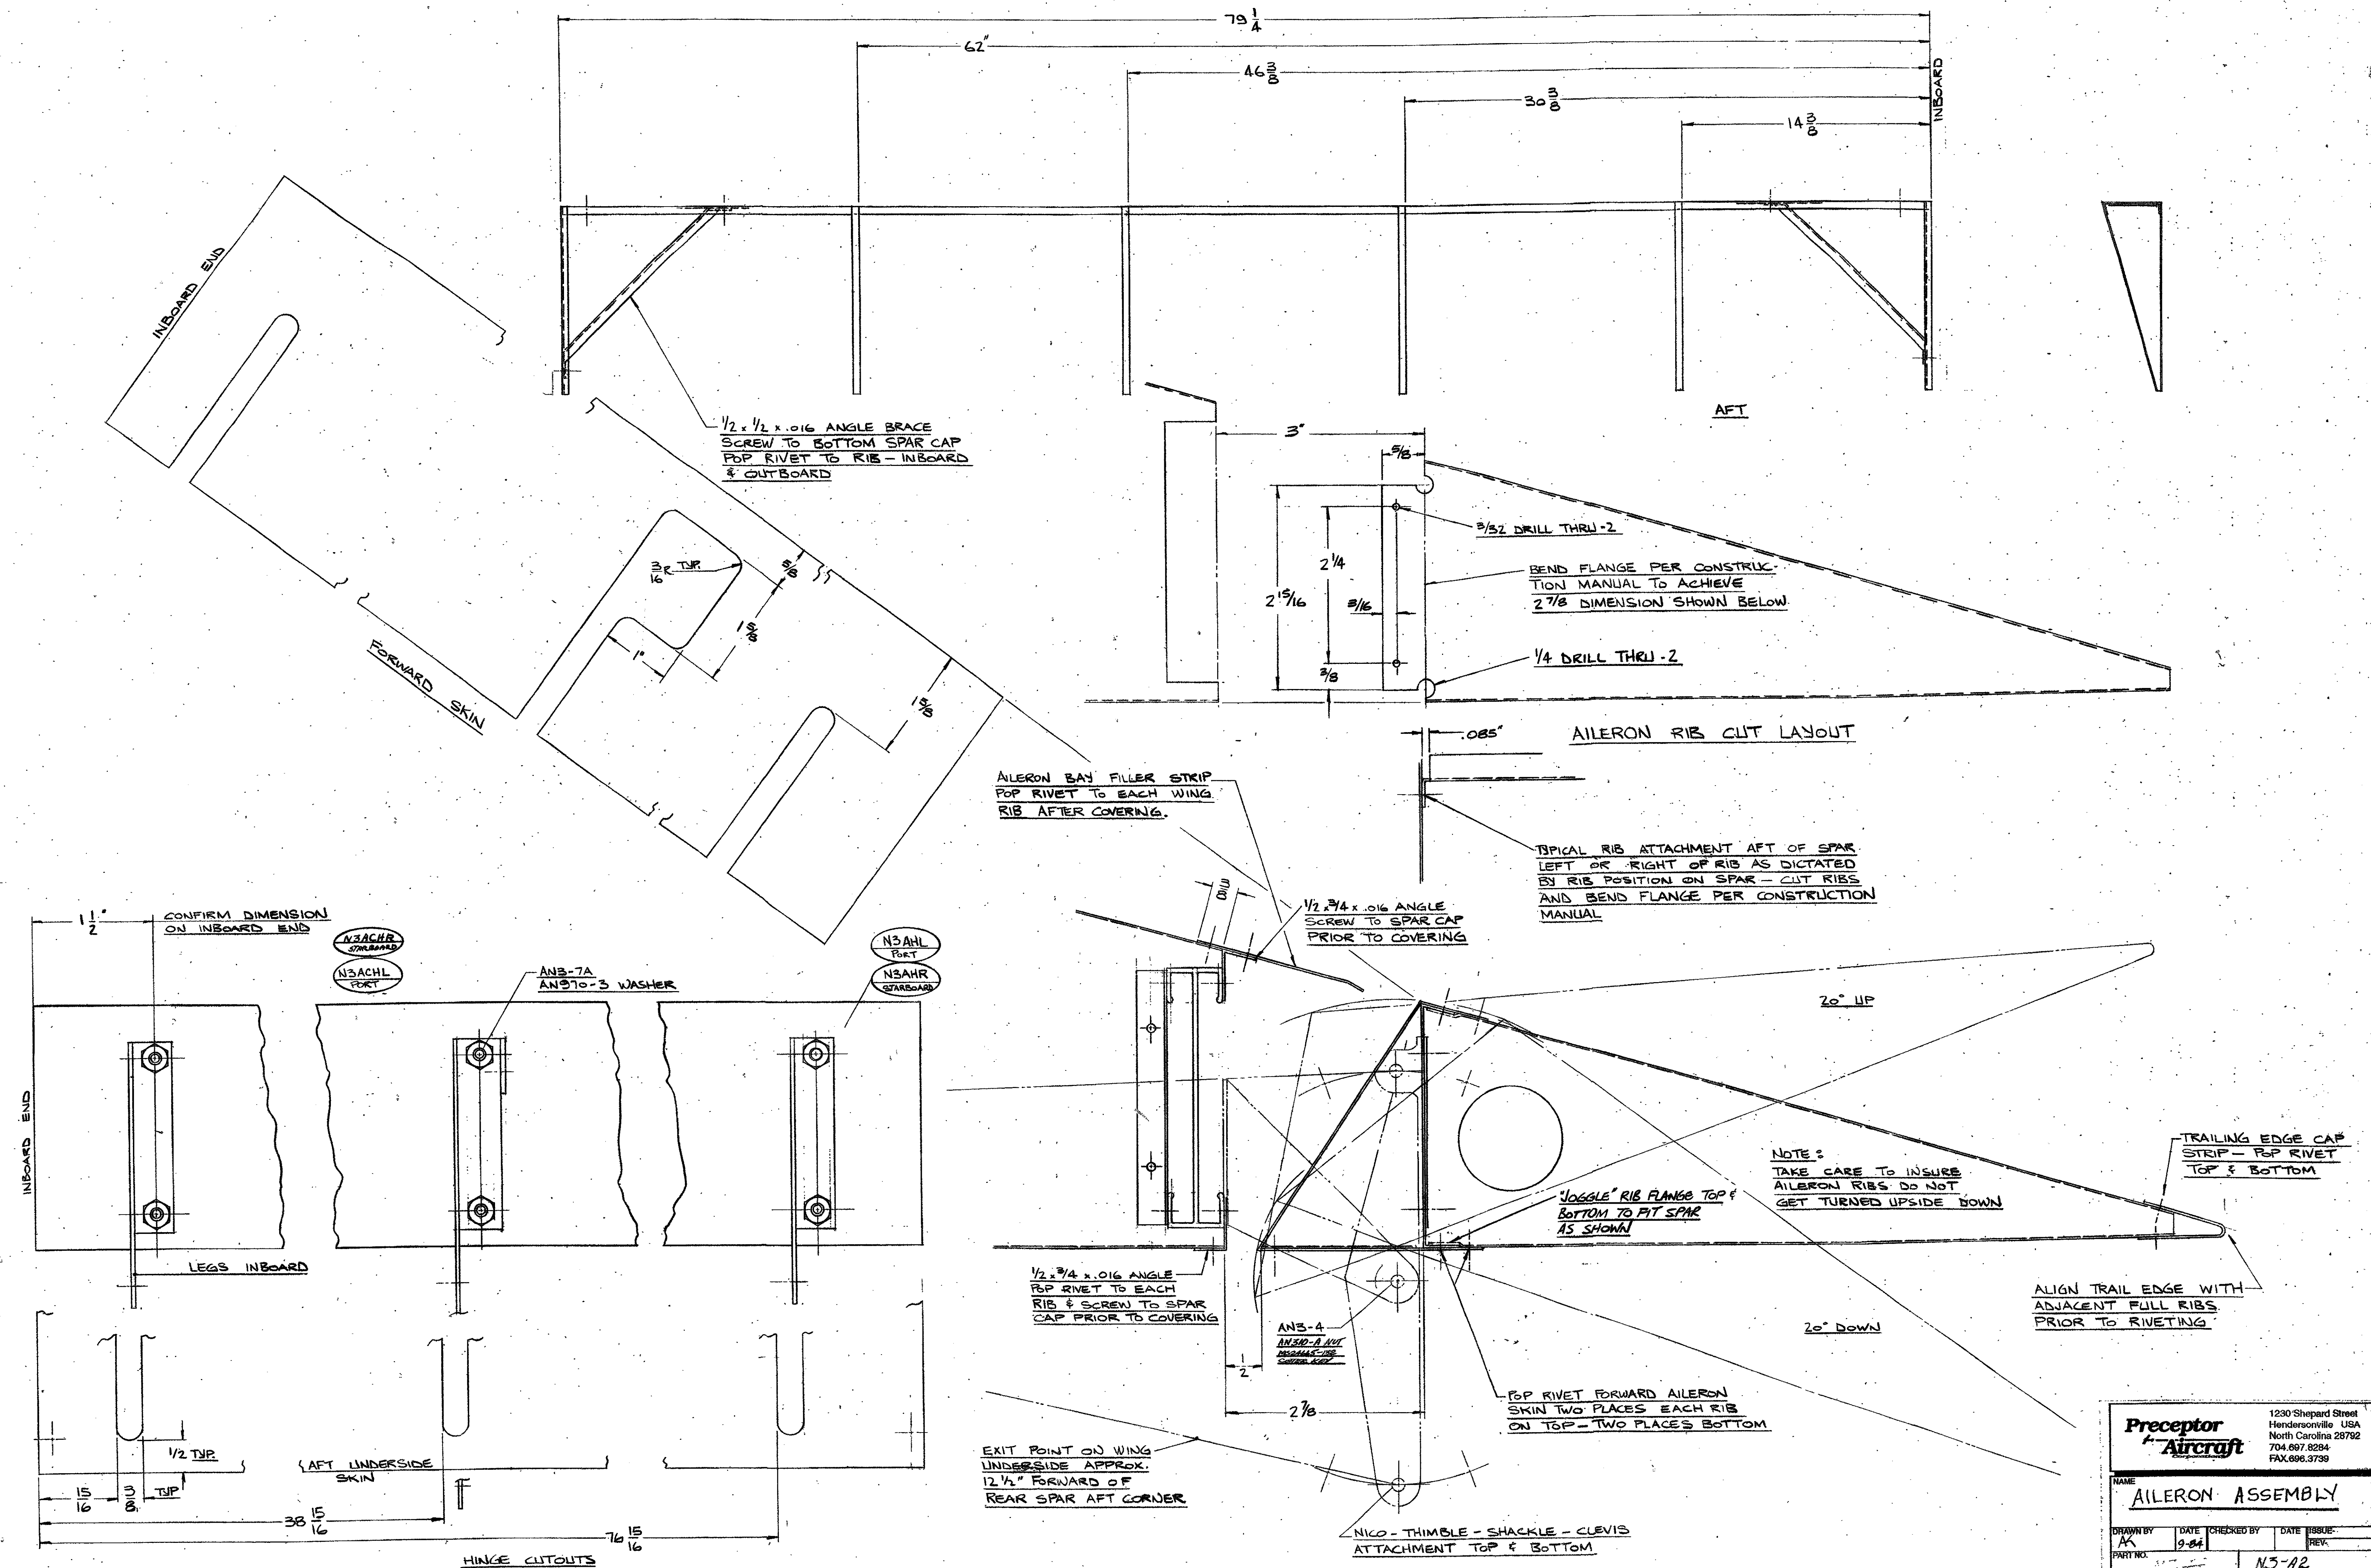 79 1/4
62"
46 3/8
30 3/8
14 3/8
INBOARD
INBOARD END
1/2 x 1/2 x .016 ANGLE BRACE
SCREW TO BOTTOM SPAR CAP
POP RIVET TO RIB - INBOARD
& OUTBOARD
AFT
3"
5/8
3/32 DRILL THRU -2
2 1/4
2 15/16
3/16
3/8
BEND FLANGE PER CONSTRUC-
TION MANUAL TO ACHIEVE
2 7/8 DIMENSION SHOWN BELOW
1/4 DRILL THRU -2
AILERON RIB CUT LAYOUT
3/16 R TYP.
5/8
1 5/8
1"
1 5/8
FORWARD SKIN
.085"
AILERON BAY FILLER STRIP
POP RIVET TO EACH WING
RIB AFTER COVERING.
TYPICAL RIB ATTACHMENT AFT OF SPAR
LEFT OR RIGHT OF RIB AS DICTATED
BY RIB POSITION ON SPAR - CUT RIBS
AND BEND FLANGE PER CONSTRUCTION
MANUAL
3/8
1/2 x 3/4 x .016 ANGLE
SCREW TO SPAR CAP
PRIOR TO COVERING
1 1/2"
CONFIRM DIMENSION
ON INBOARD END
N3ACHR
STARBOARD
N3ACHL
PORT
AN3-7A
AN970-3 WASHER
N3AHL
PORT
N3AHR
STARBOARD
INBOARD END
LEGS INBOARD
20° UP
NOTE:
TAKE CARE TO INSURE
AILERON RIBS DO NOT
GET TURNED UPSIDE DOWN
TRAILING EDGE CAP
STRIP - POP RIVET
TOP & BOTTOM
"JOGGLE" RIB FLANGE TOP &
BOTTOM TO FIT SPAR
AS SHOWN
1/2 x 3/4 x .016 ANGLE
POP RIVET TO EACH
RIB & SCREW TO SPAR
CAP PRIOR TO COVERING
AN3-4
AN310-A NUT
COTTER KEY
ALIGN TRAIL EDGE WITH
ADJACENT FULL RIBS
PRIOR TO RIVETING
20° DOWN
1/2
2 7/8
POP RIVET FORWARD AILERON
SKIN TWO PLACES EACH RIB
ON TOP - TWO PLACES BOTTOM
EXIT POINT ON WING
UNDERSIDE APPROX.
12 1/2" FORWARD OF
REAR SPAR AFT CORNER
NICO - THIMBLE - SHACKLE - CLEVIS
ATTACHMENT TOP & BOTTOM
1/2 TYP.
AFT UNDERSIDE
SKIN
15/16
3/8 TYP
38 15/16
76 15/16
HINGE CUTOUTS
Preceptor
Aircraft
Corporation
1230 Shepard Street
Hendersonville USA
North Carolina 28792
704.697.8284
FAX.696.3739
NAME
AILERON ASSEMBLY
DRAWN BY DATE CHECKED BY DATE ISSUE
AK 9-84 REV.
PART NO.
N3-A2